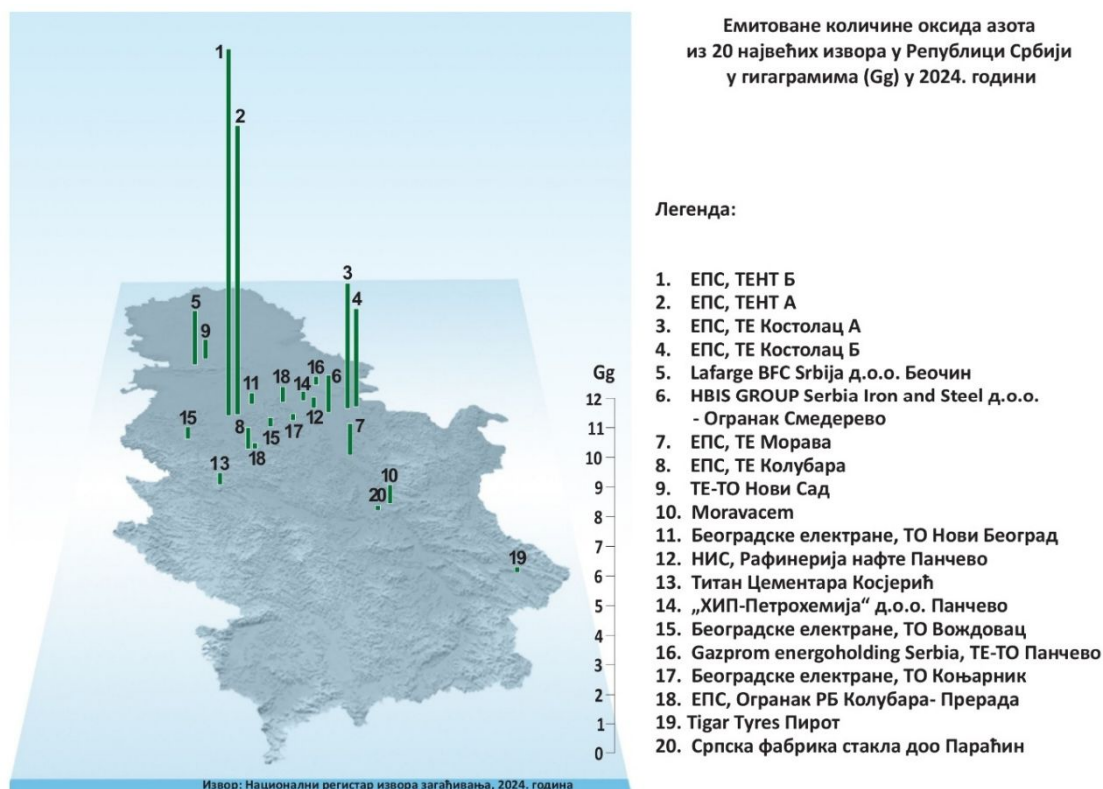 Емитоване количине оксида азота
из 20 највећих извора у Републици Србији
у гигаграмима (Gg) у 2024. години
Легенда:
1. ЕПС, ТЕНТ Б
2. ЕПС, ТЕНТ А
3. ЕПС, ТЕ Костолац А
4. ЕПС, ТЕ Костолац Б
5. Lafarge BFC Srbija д.о.о. Беочин
6. HBIS GROUP Serbia Iron and Steel д.о.о.
- Огранак Смедерево
7. ЕПС, ТЕ Морава
8. ЕПС, ТЕ Колубара
9. ТЕ-ТО Нови Сад
10. Moravacem
11. Београдске електране, ТО Нови Београд
12. НИС, Рафинерија нафте Панчево
13. Титан Цементара Косјерић
14. „ХИП-Петрохемија“ д.о.о. Панчево
15. Београдске електране, ТО Вождовац
16. Gazprom energoholding Serbia, ТЕ-ТО Панчево
17. Београдске електране, ТО Коњарник
18. ЕПС, Огранак РБ Колубара- Прерада
19. Tigar Tyres Пирот
20. Српска фабрика стакла доо Параћин
1
2
3
4
5
9
16
6
18
14
11
12
15
8
15
17
7
18
13
10
20
19
Gg
12
11
10
9
8
7
6
5
4
3
2
1
0
Извор: Национални регистар извора загађивања, 2024. година